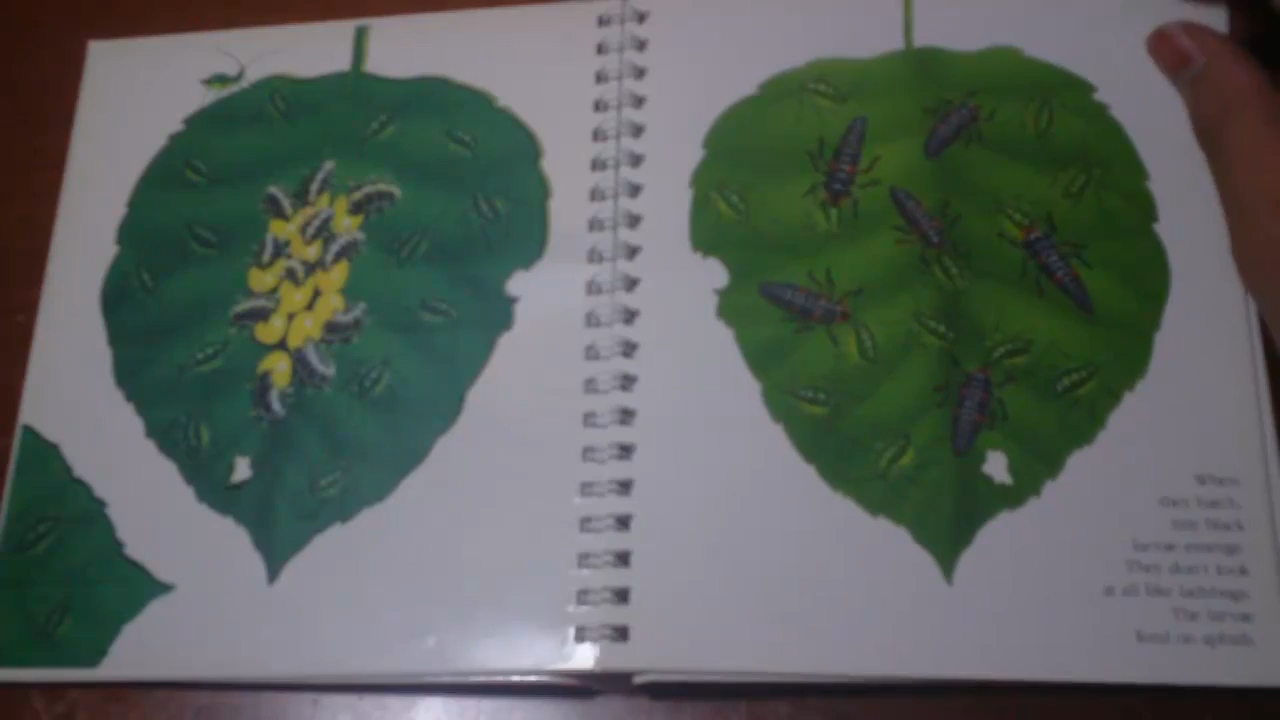 When
they hatch,
tiny black
larvae emerge.
They don't look
at all like ladybugs.
The larvae
feed on aphids.